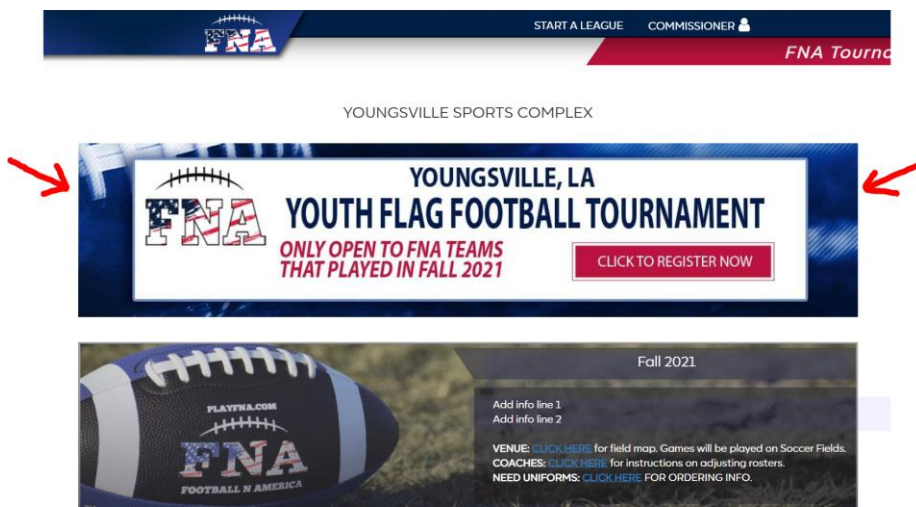 FNA
START A LEAGUE COMMISSIONER
FNA Tourna
YOUNGSVILLE SPORTS COMPLEX
FNA
YOUNGSVILLE, LA
YOUTH FLAG FOOTBALL TOURNAMENT
ONLY OPEN TO FNA TEAMS
THAT PLAYED IN FALL 2021
CLICK TO REGISTER NOW
PLAYFNA.COM
FNA
FOOTBALL N AMERICA
Fall 2021
Add info line 1
Add info line 2
VENUE: CLICK HERE for field map. Games will be played on Soccer Fields.
COACHES: CLICK HERE for instructions on adjusting rosters.
NEED UNIFORMS: CLICK HERE FOR ORDERING INFO.